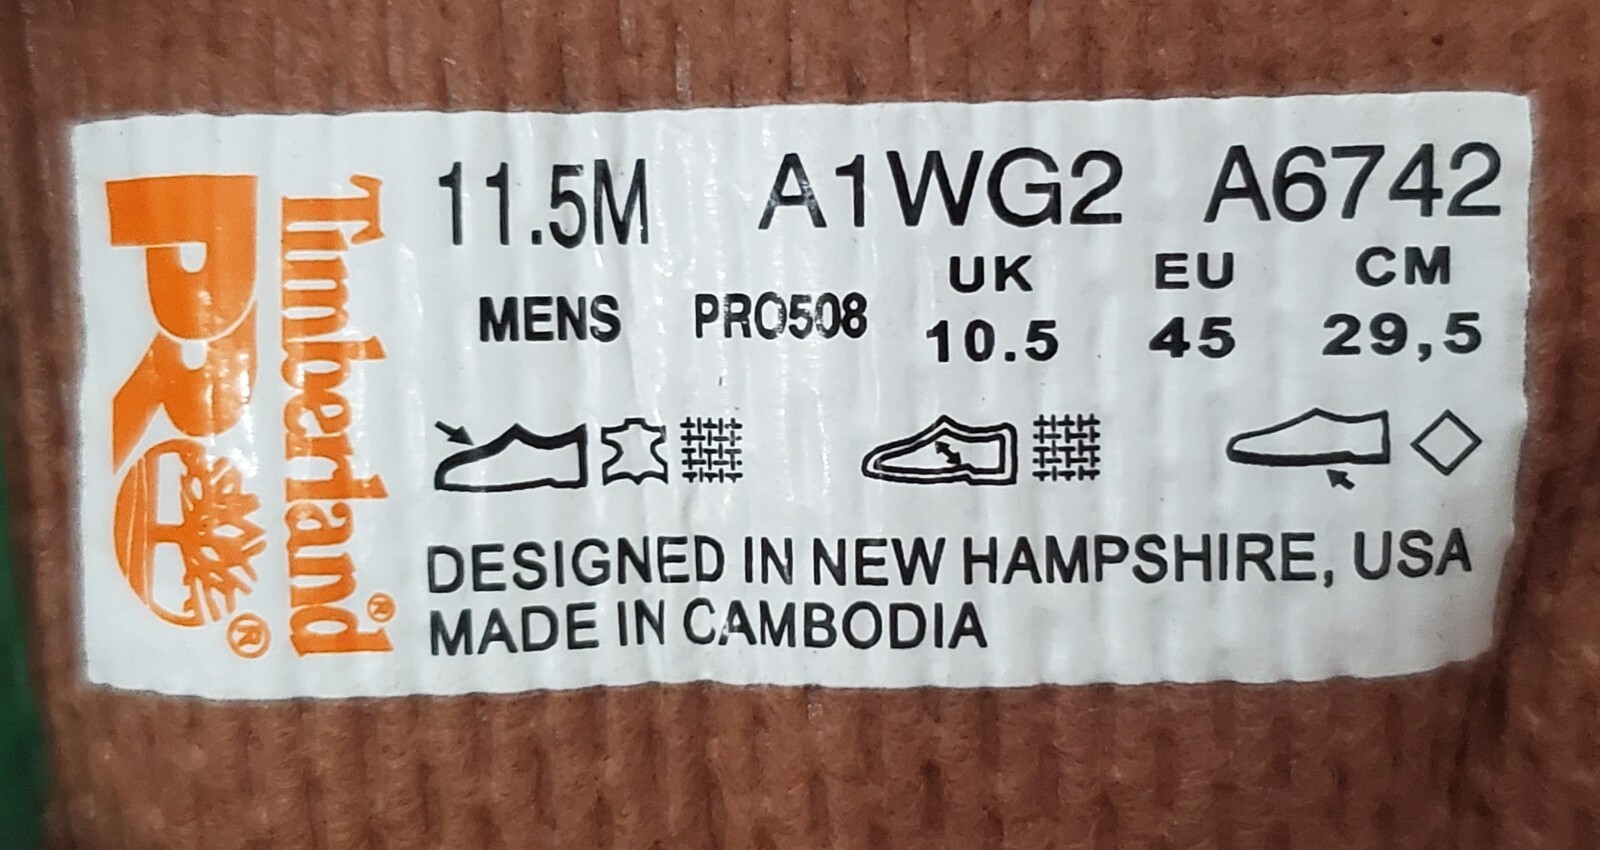 PRO®
Timberland®
11.5M A1WG2 A6742
MENS PRO508
UK EU CM
10.5 45 29,5
DESIGNED IN NEW HAMPSHIRE, USA
MADE IN CAMBODIA